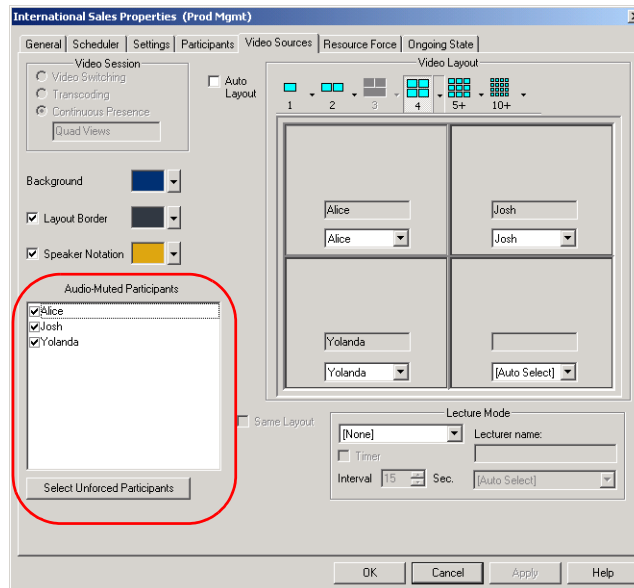 International Sales Properties (Prod Mgmt)
General Scheduler Settings Participants Video Sources Resource Force Ongoing State
Video Session
Video Switching
Transcoding
Continuous Presence
Quad Views
Auto Layout
Video Layout
1 2 3 4 5+ 10+
Background
Layout Border
Speaker Notation
Alice
Alice
Josh
Josh
Yolanda
Yolanda
[Auto Select]
Audio-Muted Participants
Alice
Josh
Yolanda
Select Unforced Participants
Same Layout
Lecture Mode
[None]
Lecturer name:
Timer
Interval 15 Sec.
[Auto Select]
OK Cancel Apply Help